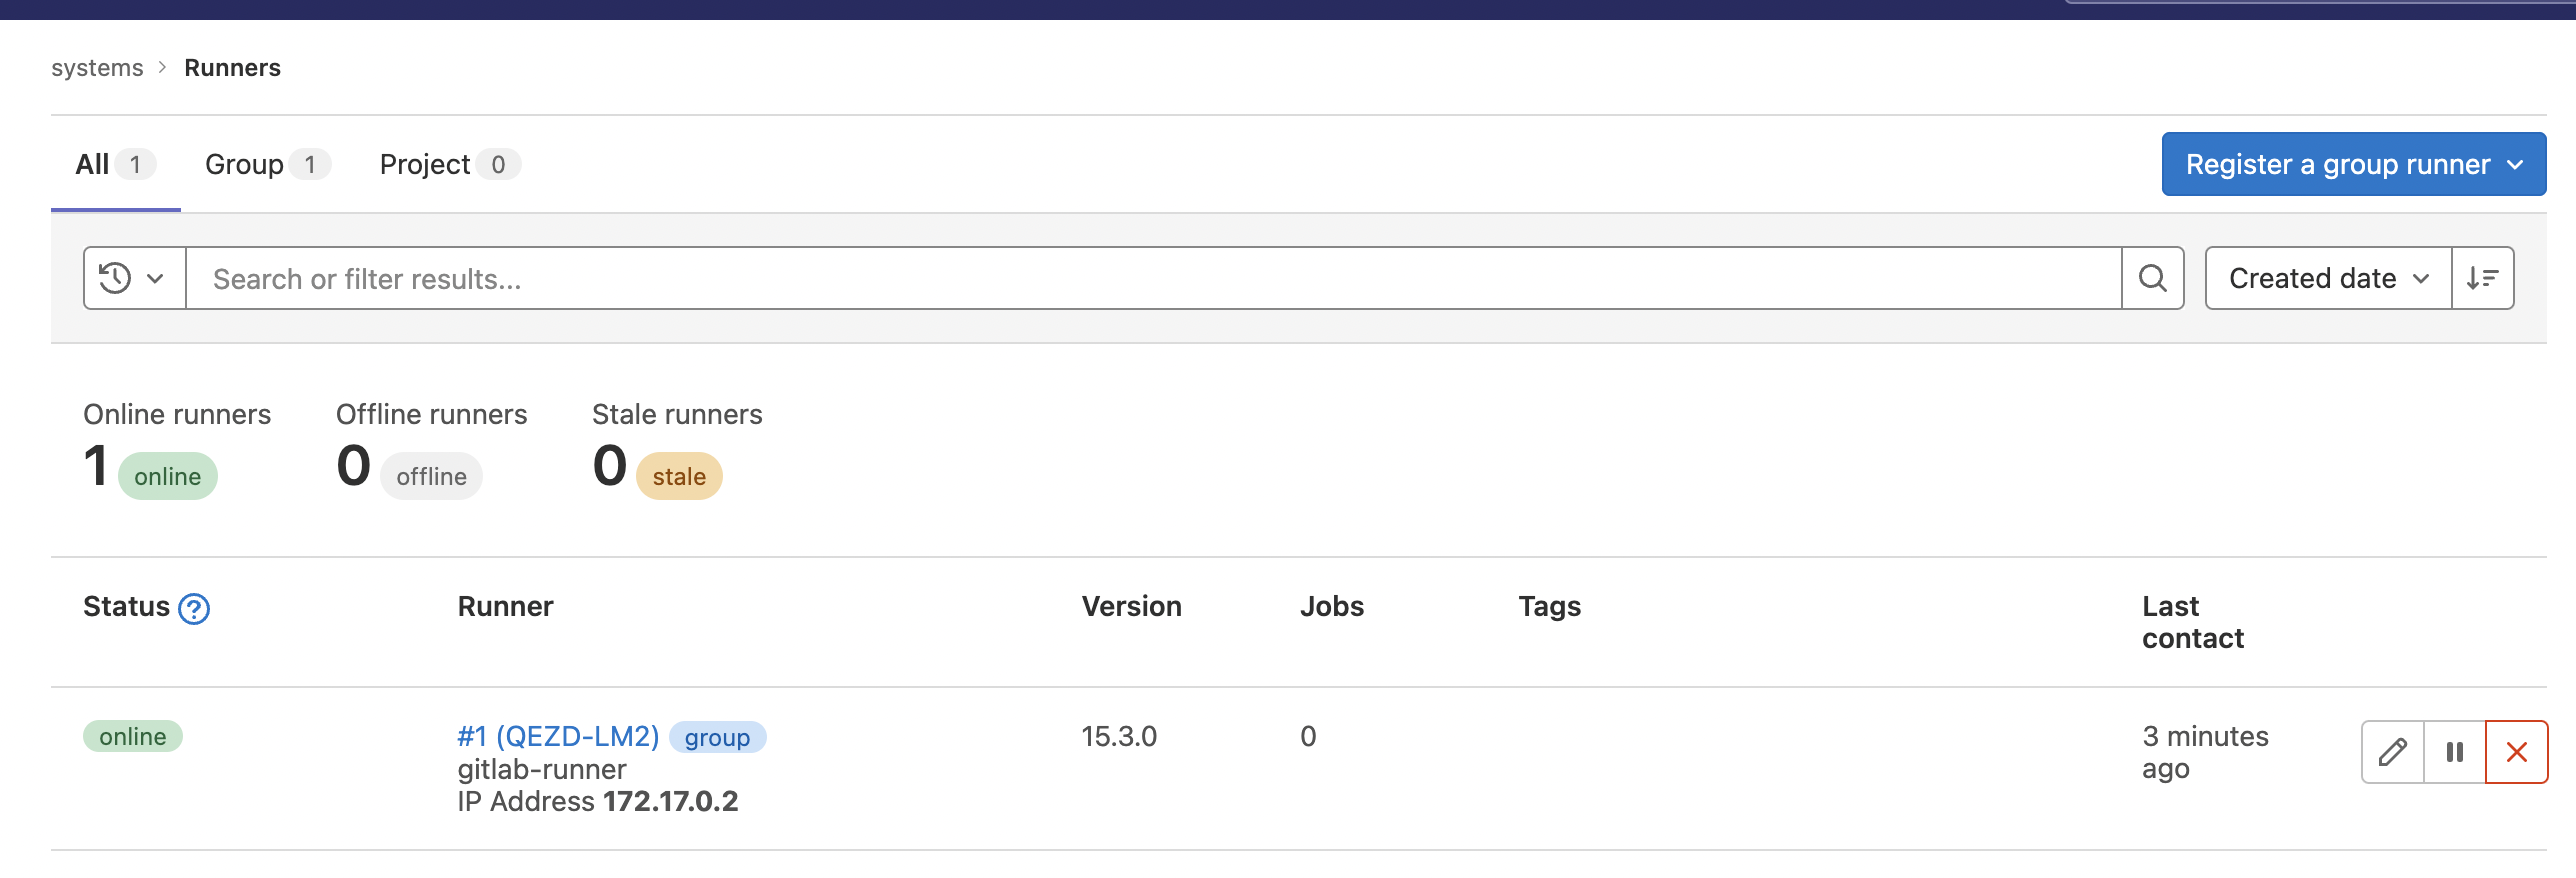 systems > Runners
All 1 Group 1 Project 0 Register a group runner
Search or filter results... Created date
Online runners Offline runners Stale runners
1 online 0 offline 0 stale
Status ? Runner Version Jobs Tags Last contact
online #1 (QEZD-LM2) group 15.3.0 0 3 minutes ago
gitlab-runner
IP Address 172.17.0.2